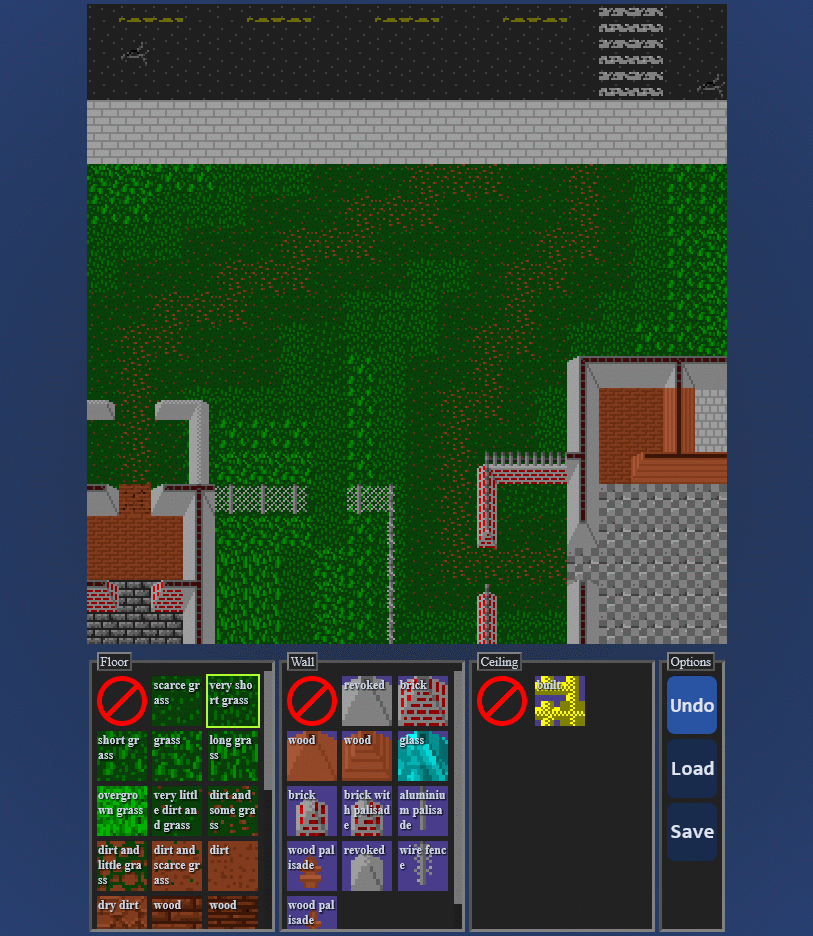 Floor
scarce gr
ass
very sho
rt grass
short gr
ass
grass
long gra
ss
overgro
wn grass
very littl
e dirt an
d grass
dirt and
some gra
ss
dirt and
little gra
ss
dirt and
scarce gr
ass
dirt
dry dirt
wood
wood
Wall
revoked
brick
wood
wood
glass
brick
brick wit
h palisad
e
aluminiu
m palisa
de
wood pal
isade
revoked
wire fenc
e
wood pal
isade
Ceiling
Options
Undo
Load
Save